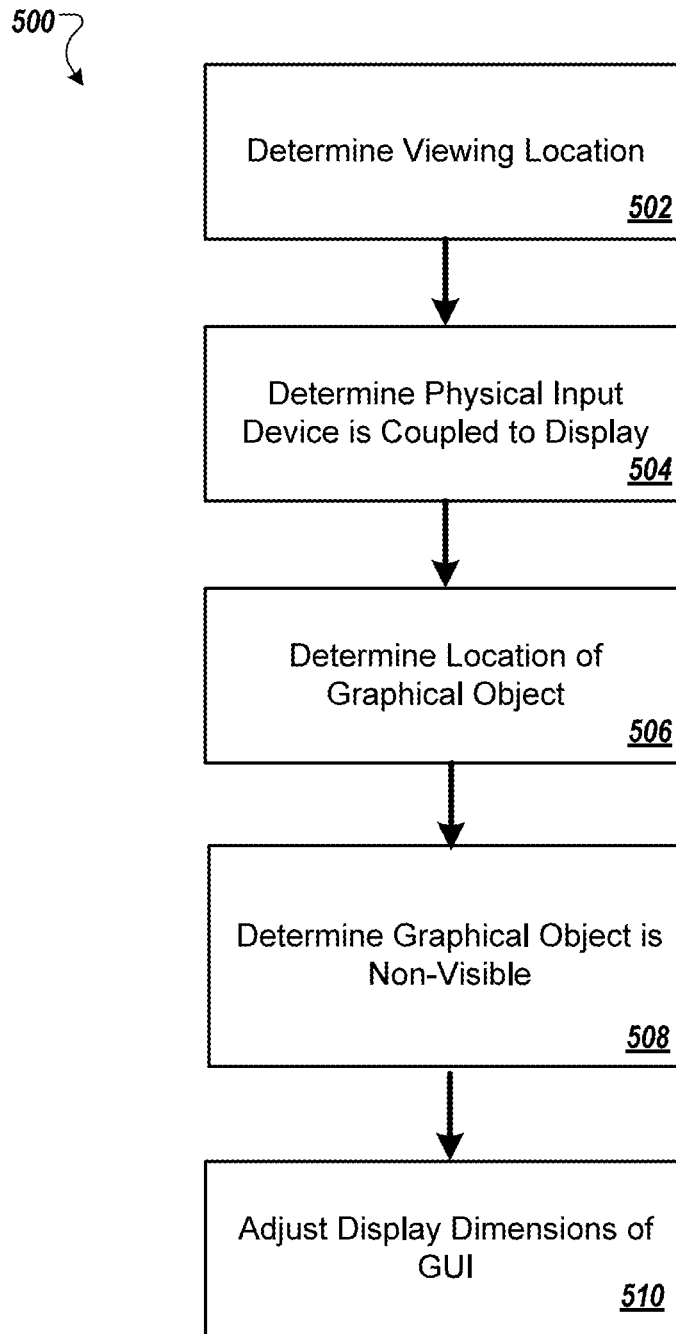 500
Determine Viewing Location
502
Determine Physical Input
Device is Coupled to Display
504
Determine Location of
Graphical Object
506
Determine Graphical Object is
Non-Visible
508
Adjust Display Dimensions of
GUI
510